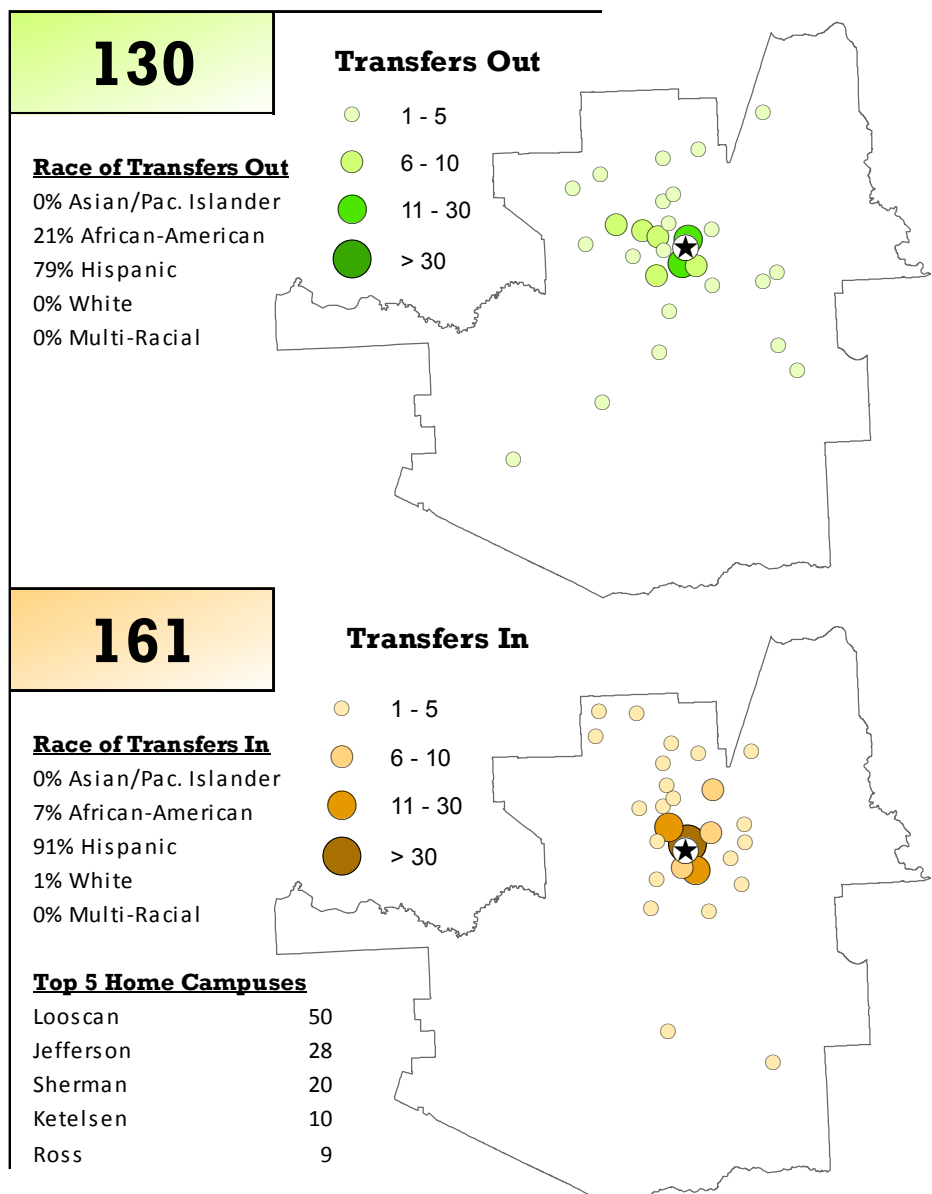 130
Transfers Out
1 - 5
6 - 10
11 - 30
> 30
Race of Transfers Out
0% Asian/Pac. Islander
21% African-American
79% Hispanic
0% White
0% Multi-Racial
161
Transfers In
1 - 5
6 - 10
11 - 30
> 30
Race of Transfers In
0% Asian/Pac. Islander
7% African-American
91% Hispanic
1% White
0% Multi-Racial
Top 5 Home Campuses
Looscan 50
Jefferson 28
Sherman 20
Ketelsen 10
Ross 9